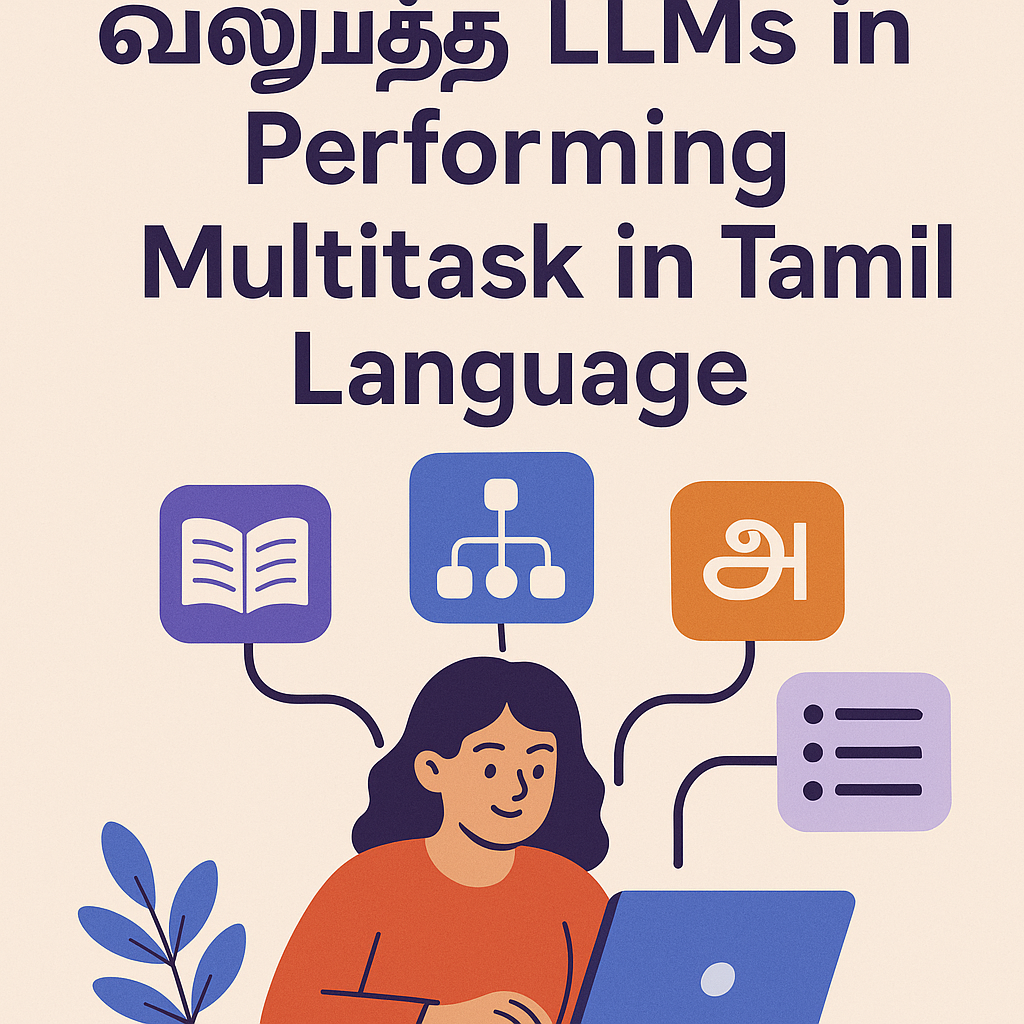 வலுபத்த LLMs in
Performing
Multitask in Tamil
Language
அ